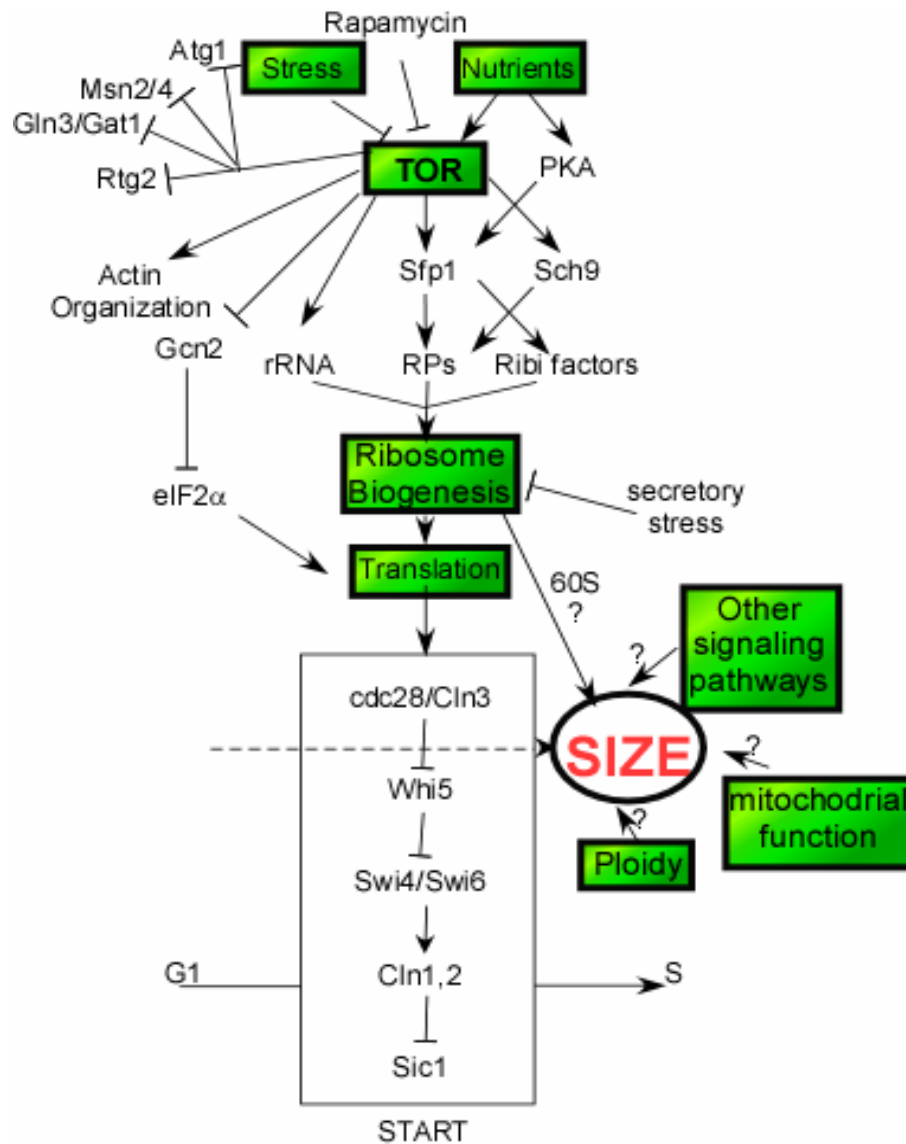 Rapamycin
Atg1
Stress
Nutrients
Msn2/4
Gln3/Gat1
Rtg2
TOR
PKA
Actin
Organization
Sfp1
Sch9
Gcn2
rRNA
RPs
Ribi factors
Ribosome
Biogenesis
eIF2α
secretory
stress
Translation
60S
?
Other
signaling
pathways
?
cdc28/Cln3
SIZE
?
Whi5
mitochodrial
function
?
Ploidy
Swi4/Swi6
G1
Cln1,2
S
Sic1
START